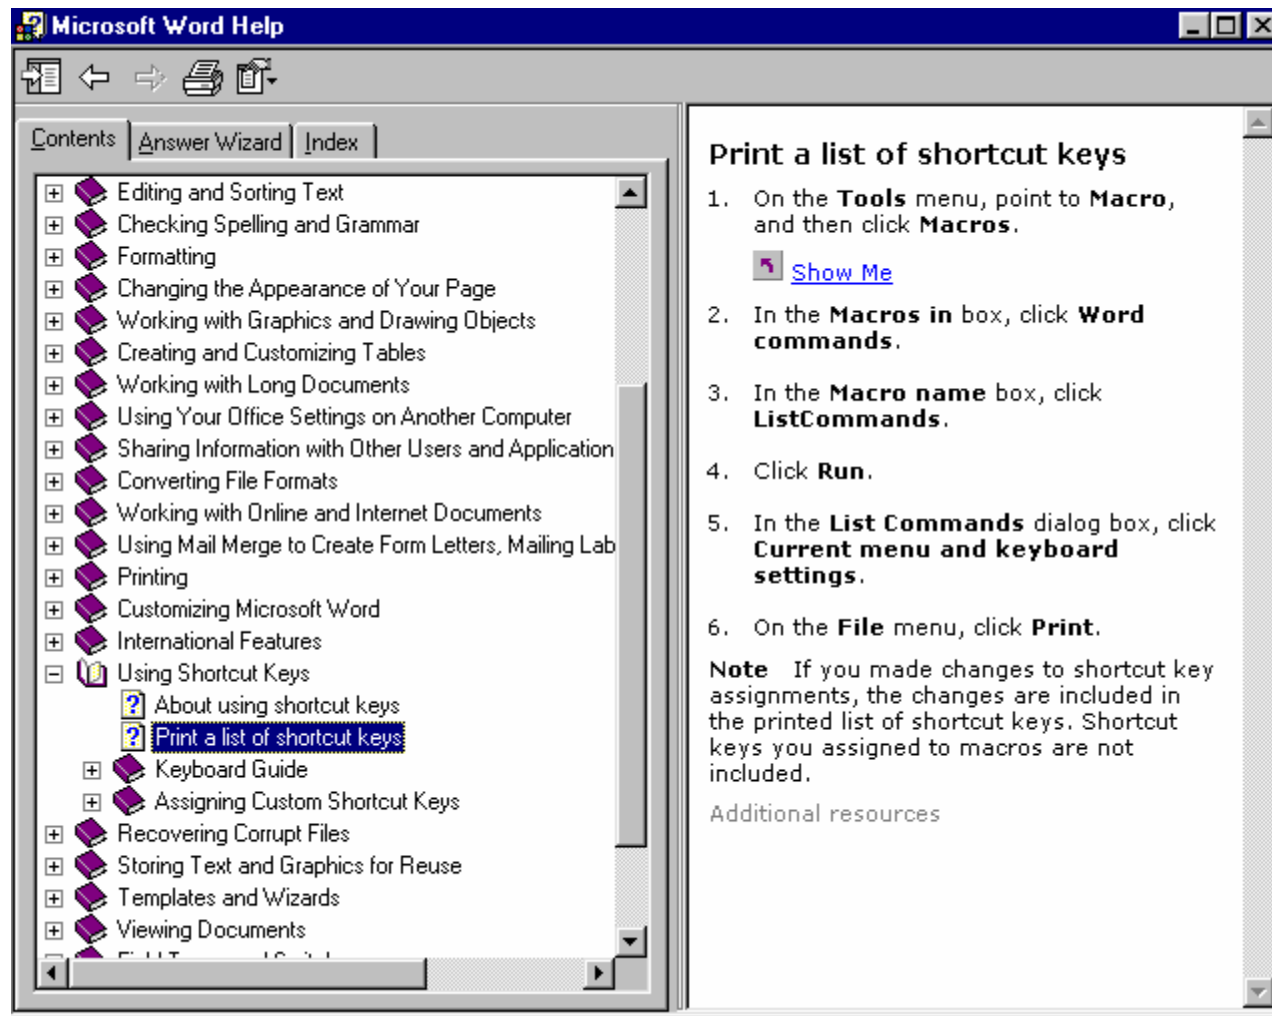 Microsoft Word Help
Contents
Answer Wizard
Index
Editing and Sorting Text
Checking Spelling and Grammar
Formatting
Changing the Appearance of Your Page
Working with Graphics and Drawing Objects
Creating and Customizing Tables
Working with Long Documents
Using Your Office Settings on Another Computer
Sharing Information with Other Users and Application
Converting File Formats
Working with Online and Internet Documents
Using Mail Merge to Create Form Letters, Mailing Lab
Printing
Customizing Microsoft Word
International Features
Using Shortcut Keys
About using shortcut keys
Print a list of shortcut keys
Keyboard Guide
Assigning Custom Shortcut Keys
Recovering Corrupt Files
Storing Text and Graphics for Reuse
Templates and Wizards
Viewing Documents
Print a list of shortcut keys
1. On the Tools menu, point to Macro,
and then click Macros.
Show Me
2. In the Macros in box, click Word
commands.
3. In the Macro name box, click
ListCommands.
4. Click Run.
5. In the List Commands dialog box, click
Current menu and keyboard
settings.
6. On the File menu, click Print.
Note If you made changes to shortcut key
assignments, the changes are included in
the printed list of shortcut keys. Shortcut
keys you assigned to macros are not
included.
Additional resources